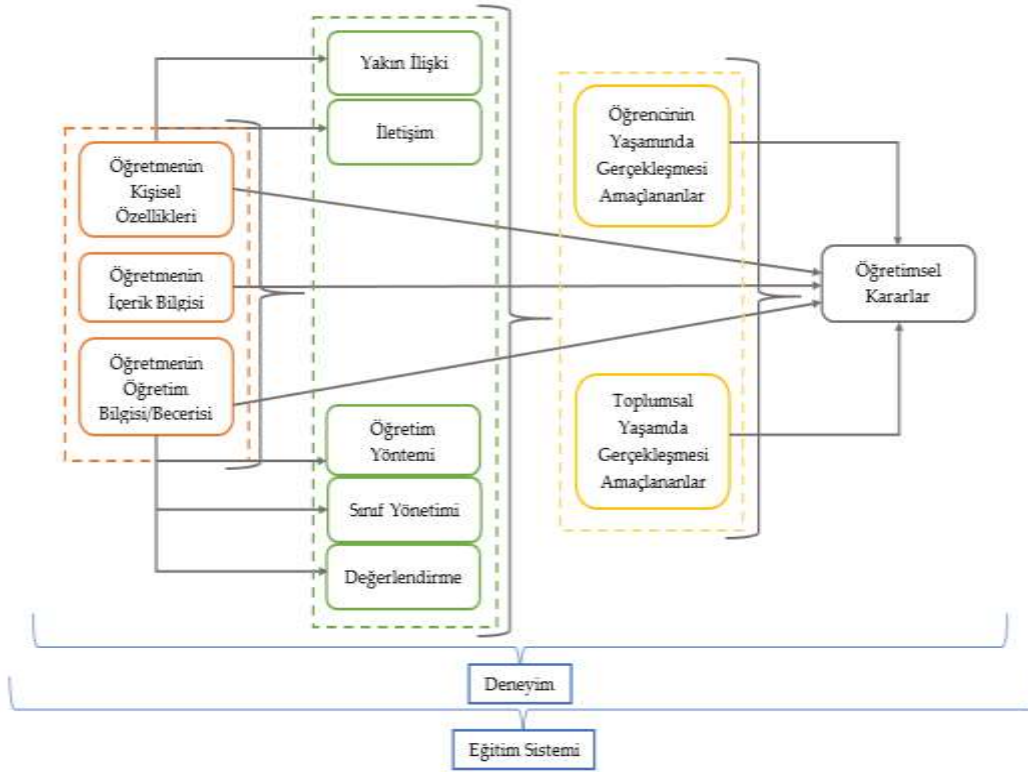 Yakın İlişki
İletişim
Öğretmenin
Kişisel
Özellikleri
Öğretmenin
İçerik Bilgisi
Öğretmenin
Öğretim
Bilgisi/Becerisi
Öğretim
Yöntemi
Sınıf Yönetimi
Değerlendirme
Öğrencinin
Yaşamında
Gerçekleşmesi
Amaçlananlar
Toplumsal
Yaşamda
Gerçekleşmesi
Amaçlananlar
Öğretimsel
Kararlar
Deneyim
Eğitim Sistemi